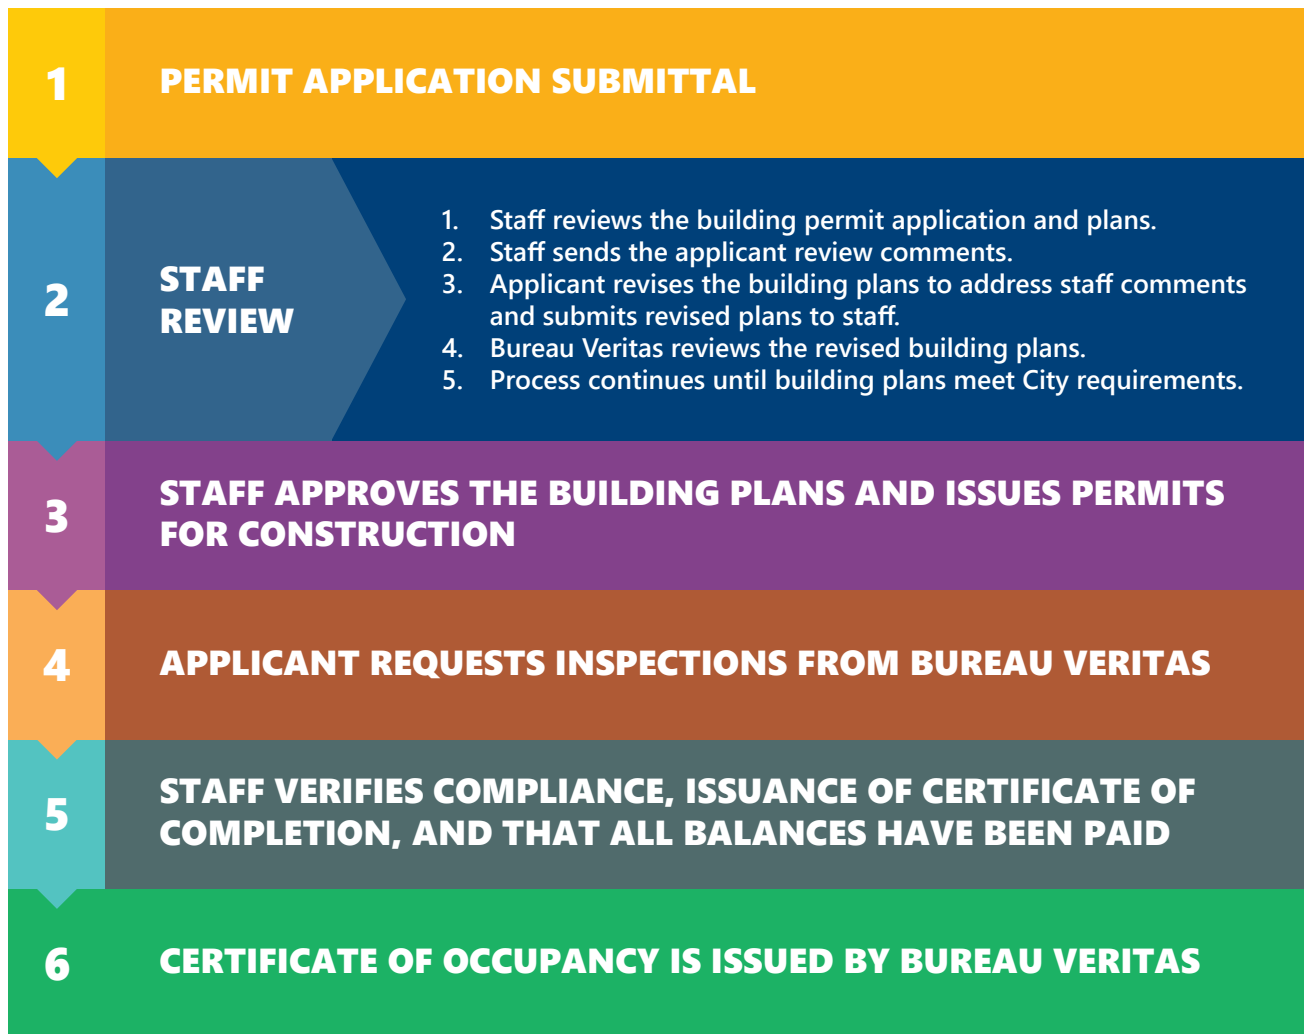 1
PERMIT APPLICATION SUBMITTAL
2
STAFF
REVIEW
1. Staff reviews the building permit application and plans.
2. Staff sends the applicant review comments.
3. Applicant revises the building plans to address staff comments
and submits revised plans to staff.
4. Bureau Veritas reviews the revised building plans.
5. Process continues until building plans meet City requirements.
3
STAFF APPROVES THE BUILDING PLANS AND ISSUES PERMITS
FOR CONSTRUCTION
4
APPLICANT REQUESTS INSPECTIONS FROM BUREAU VERITAS
5
STAFF VERIFIES COMPLIANCE, ISSUANCE OF CERTIFICATE OF
COMPLETION, AND THAT ALL BALANCES HAVE BEEN PAID
6
CERTIFICATE OF OCCUPANCY IS ISSUED BY BUREAU VERITAS